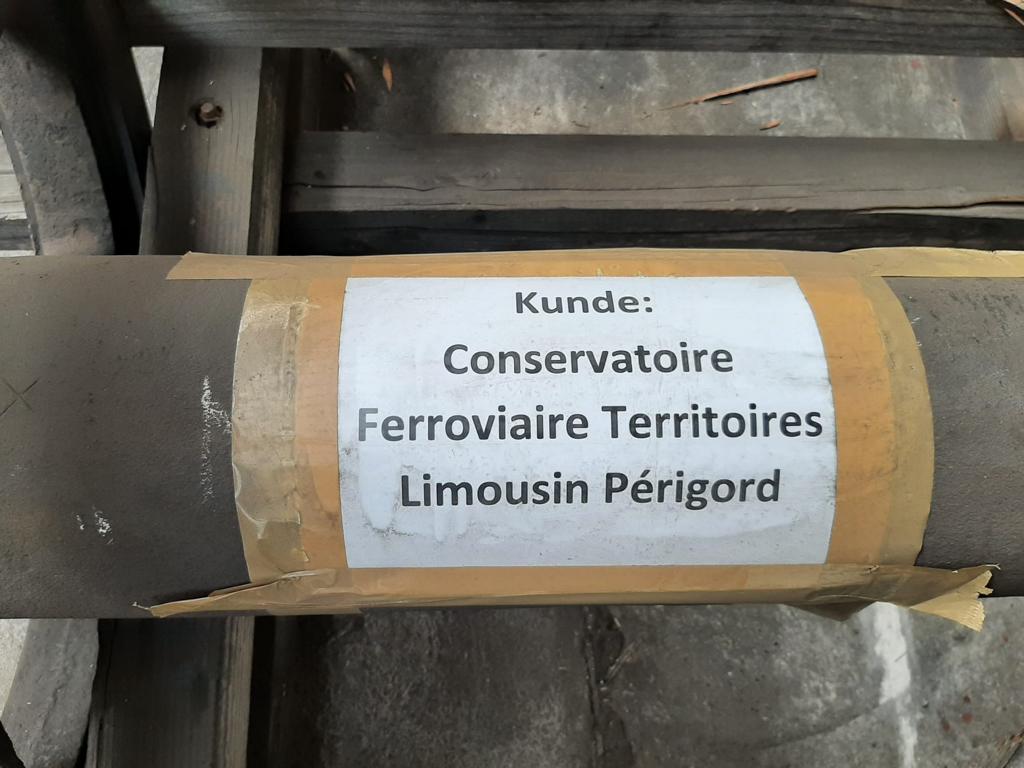 Kunde:
Conservatoire
Ferroviaire Territoires
Limousin Périgord